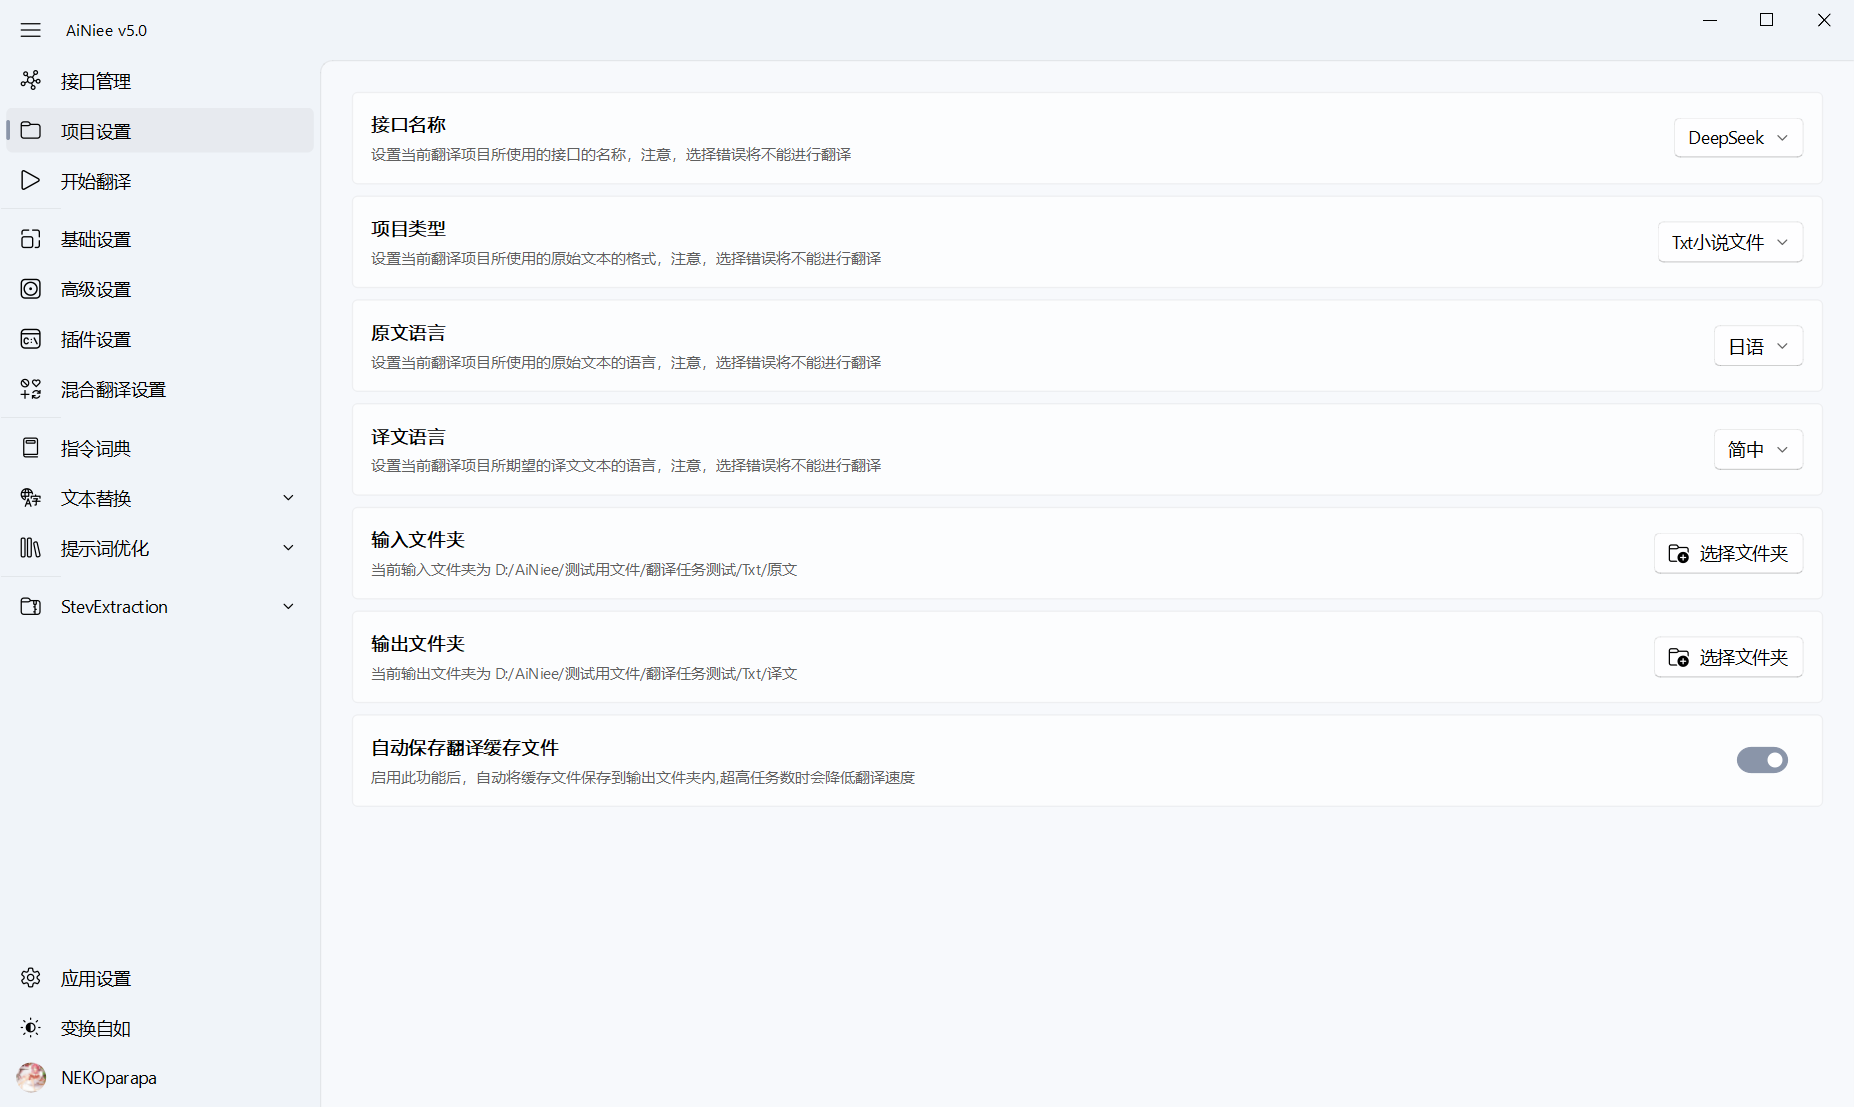 AiNiee v5.0
接口管理
项目设置
开始翻译
基础设置
高级设置
C:\
插件设置
混合翻译设置
指令词典
A字
文本替换
提示词优化
StevExtraction
应用设置
变换自如
NEKOparapa
接口名称
设置当前翻译项目所使用的接口的名称，注意，选择错误将不能进行翻译
DeepSeek
项目类型
设置当前翻译项目所使用的原始文本的格式，注意，选择错误将不能进行翻译
Txt小说文件
原文语言
设置当前翻译项目所使用的原始文本的语言，注意，选择错误将不能进行翻译
日语
译文语言
设置当前翻译项目所期望的译文文本的语言，注意，选择错误将不能进行翻译
简中
输入文件夹
当前输入文件夹为 D:/AiNiee/测试用文件/翻译任务测试/Txt/原文
选择文件夹
输出文件夹
当前输出文件夹为 D:/AiNiee/测试用文件/翻译任务测试/Txt/译文
选择文件夹
自动保存翻译缓存文件
启用此功能后，自动将缓存文件保存到输出文件夹内,超高任务数时会降低翻译速度